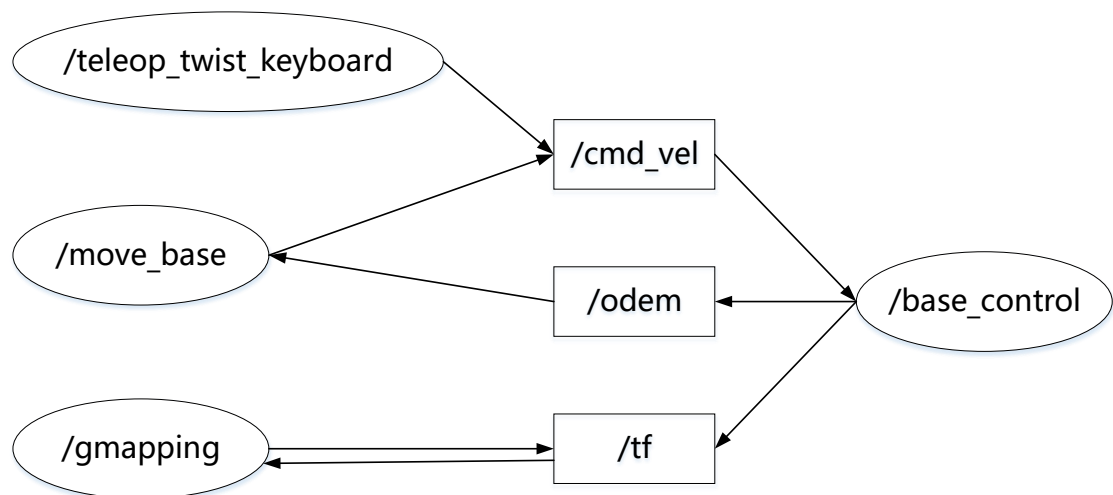 /teleop_twist_keyboard
/cmd_vel
/move_base
/odem
/base_control
/gmapping
/tf